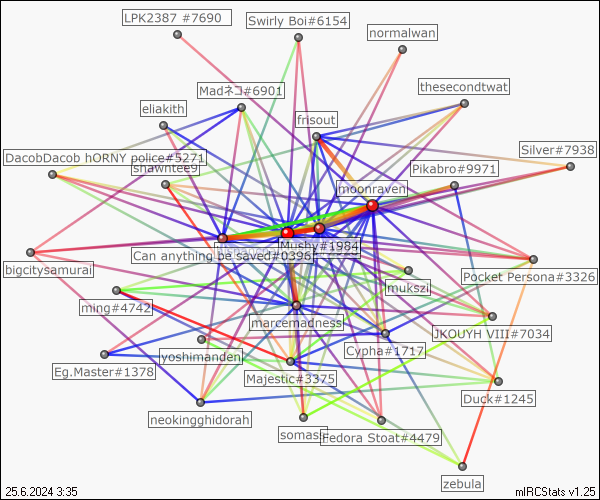 LPK2387 #7690
Swirly Boi#6154
normalwan
thesecondtwat
Madネコ#6901
eliakith
frisout
Silver#7938
DacobDacob hORNY police#5271
shawntee9
Pikabro#9971
moonraven
Mushy#1984
Can anything be saved#0396
bigcitysamurai
Pocket Persona#3326
mukszi
ming#4742
marcemadness
JKOUYH VIII#7034
yoshimanden
Cypha#1717
Eg.Master#1378
Majestic#3375
Duck#1245
neokingghidorah
somash
Fedora Stoat#4479
zebula
25.6.2024 3:35
mIRCStats v1.25